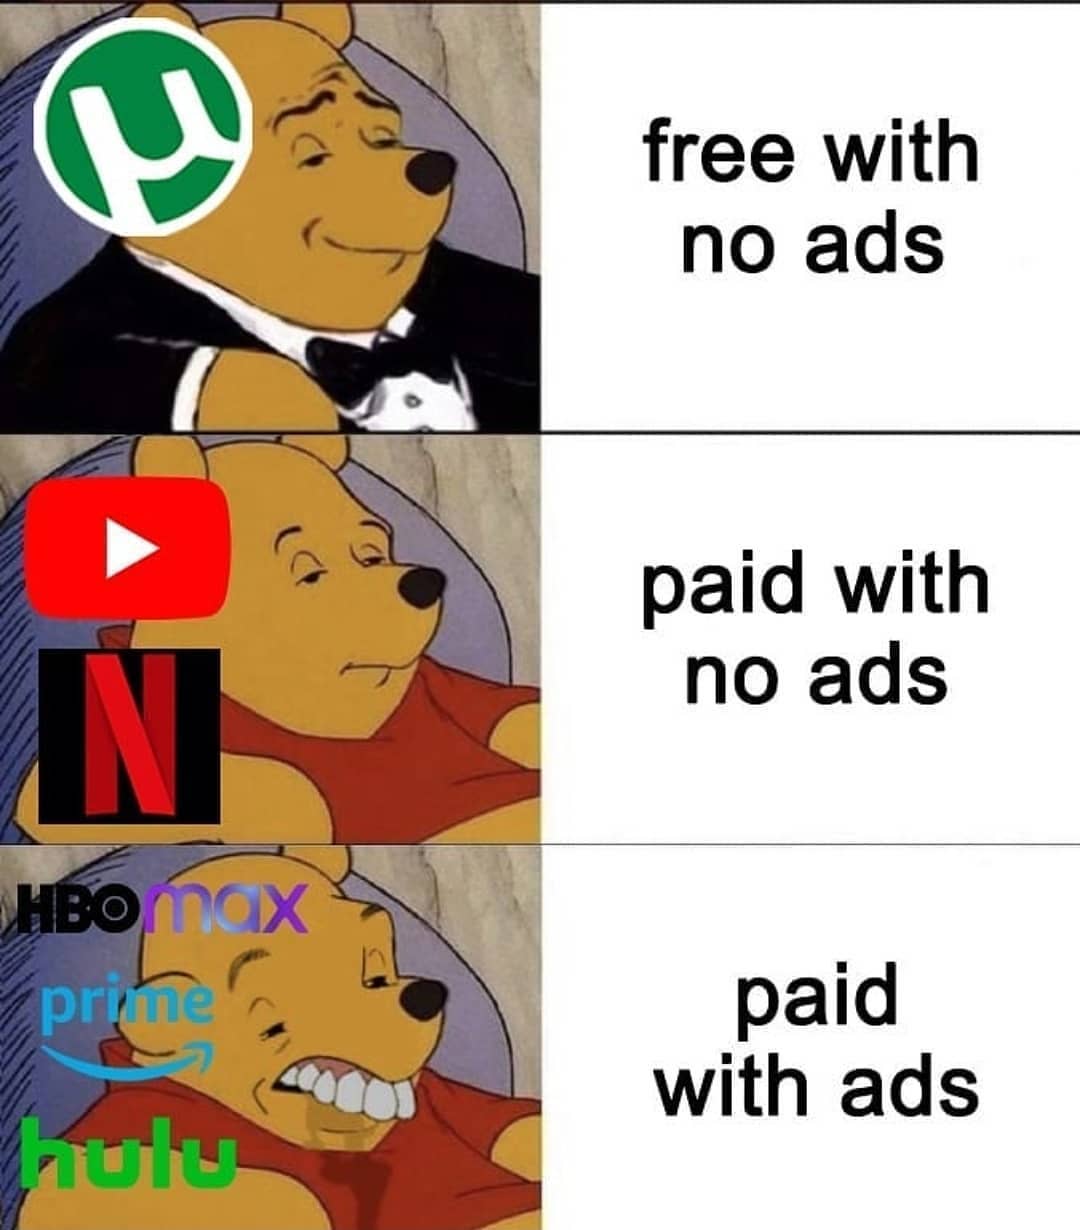 µ
free with
no ads
paid with
no ads
N
HBOmax
prime
hulu
paid
with ads